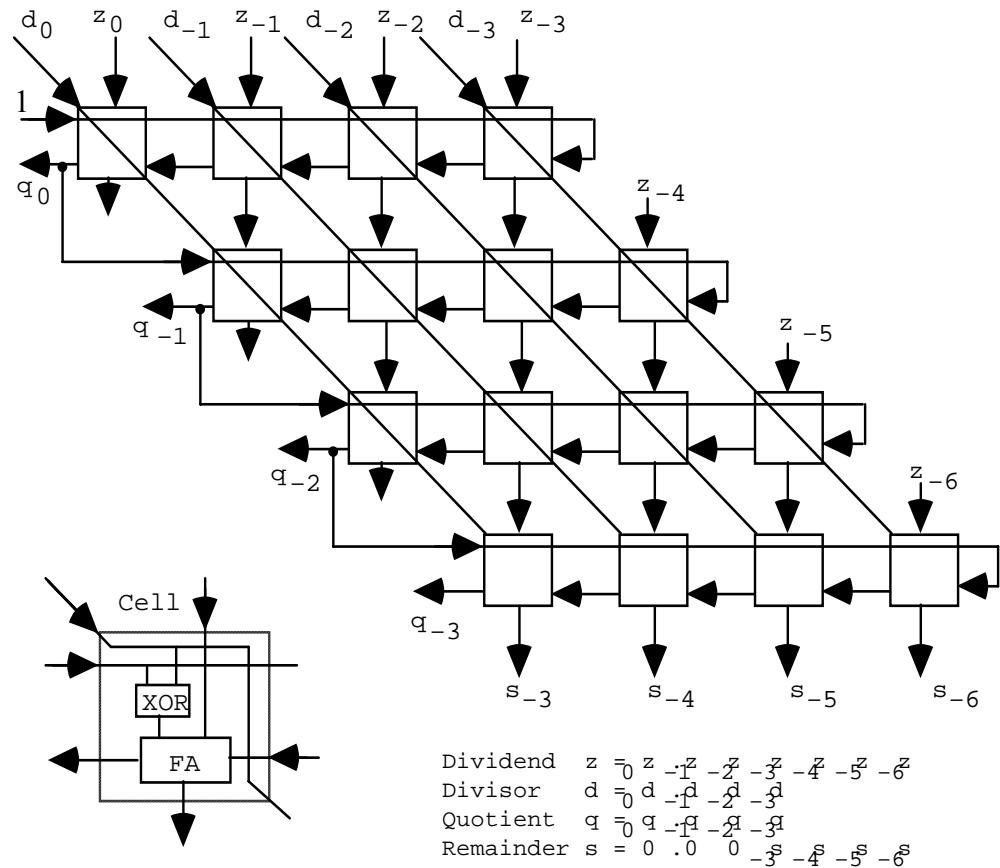 d0 z0 d−1 z−1 d−2 z−2 d−3 z−3
1
q0
z−4
q−1
z−5
q−2
z−6
Cell
q−3
XOR
s−3 s−4 s−5 s−6
FA
Dividend z = z0 .z−1 z−2 z−3 z−4 z−5 z−6
Divisor d = d0 .d−1 d−2 d−3
Quotient q = q0 .q−1 q−2 q−3
Remainder s = 0 .0 0 s−3 s−4 s−5 s−6